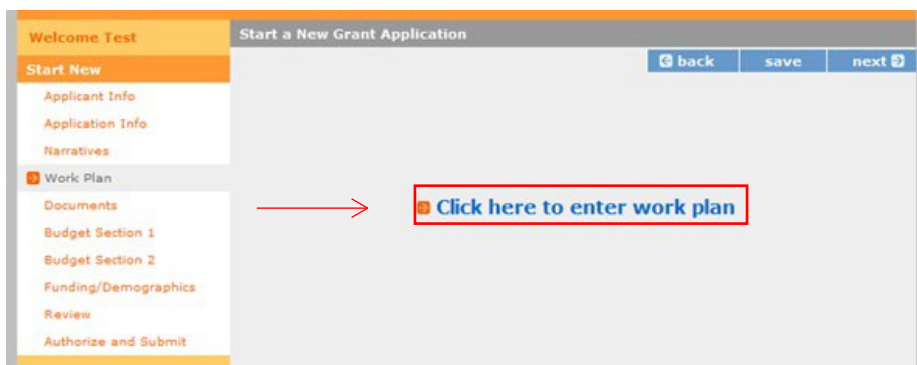 Welcome Test
Start a New Grant Application
back
save
next
Start New
Applicant Info
Application Info
Narratives
Work Plan
Documents
Budget Section 1
Budget Section 2
Funding/Demographics
Review
Authorize and Submit
Click here to enter work plan